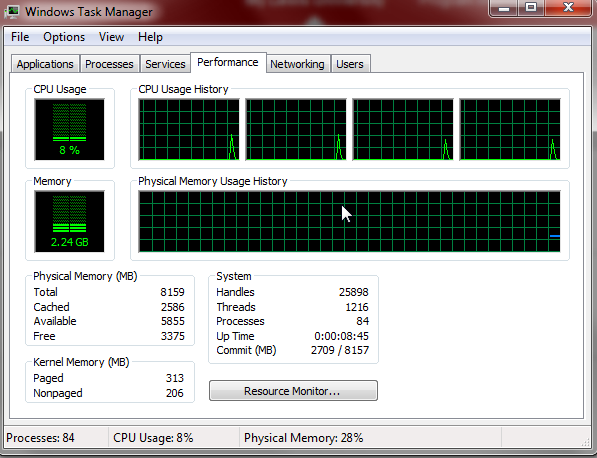 Windows Task Manager
File Options View Help
Applications Processes Services Performance Networking Users
CPU Usage CPU Usage History
8 %
Memory Physical Memory Usage History
2.24 GB
Physical Memory (MB)
Total 8159
Cached 2586
Available 5855
Free 3375
System
Handles 25898
Threads 1216
Processes 84
Up Time 0:00:08:45
Commit (MB) 2709 / 8157
Kernel Memory (MB)
Paged 313
Nonpaged 206
Resource Monitor...
Processes: 84 CPU Usage: 8% Physical Memory: 28%